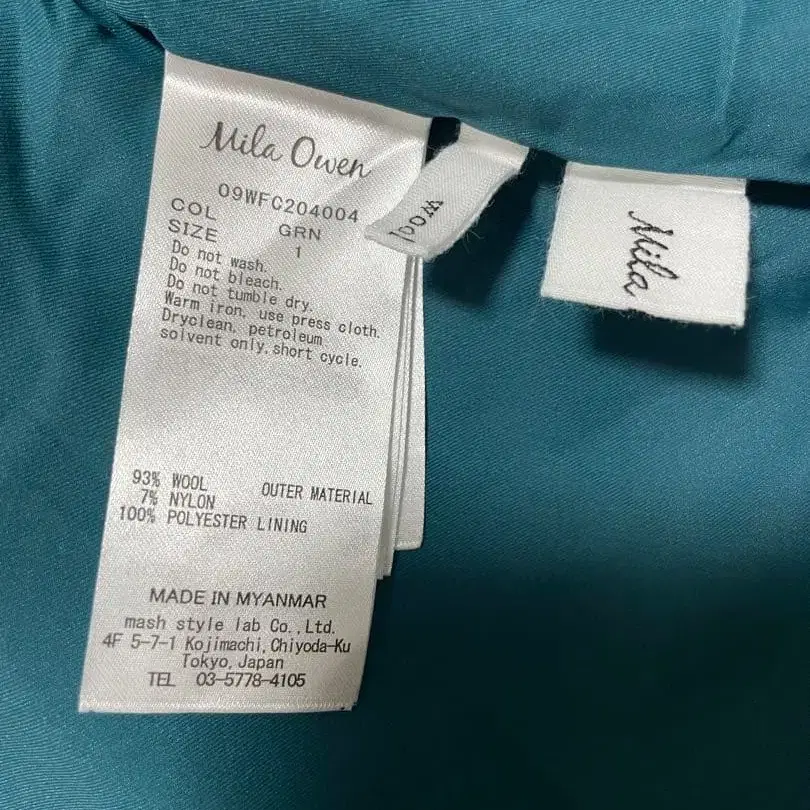 Mila Owen
09WFC204004
COL GRN
SIZE 1
Do not wash.
Do not bleach.
Do not tumble dry.
Warm iron, use press cloth.
Dryclean, petroleum
solvent only, short cycle.
93% WOOL
7% NYLON OUTER MATERIAL
100% POLYESTER LINING
MADE IN MYANMAR
mash style lab Co., Ltd.
4F 5-7-1 Kojimachi, Chiyoda-Ku
Tokyo, Japan
TEL 03-5778-4105
wool
Mila